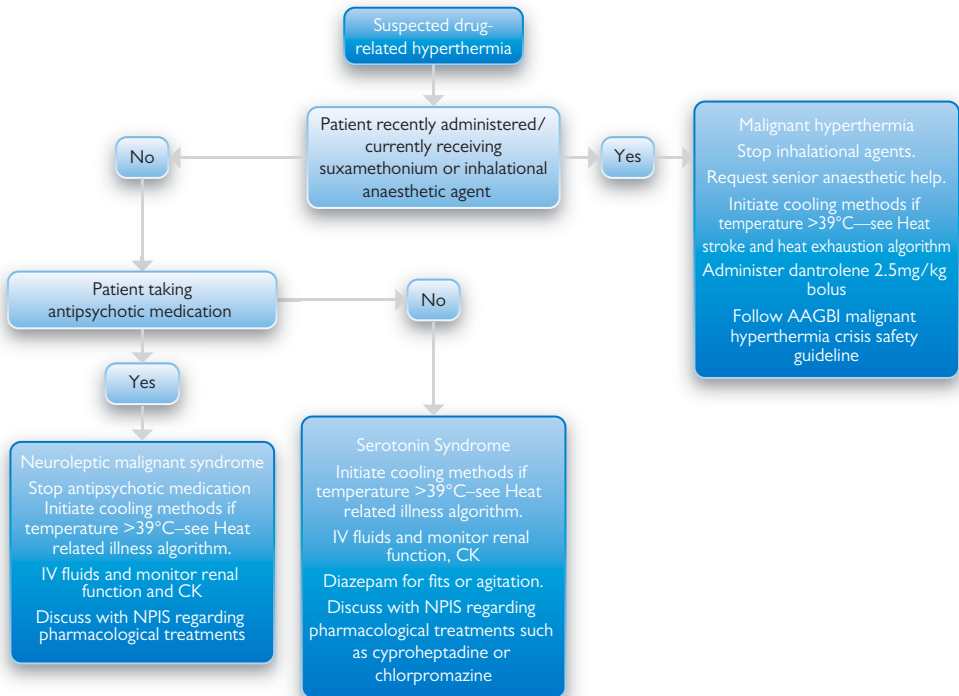 Suspected drug-
related hyperthermia
Patient recently administered/
currently receiving
suxamethonium or inhalational
anaesthetic agent
No
Yes
Malignant hyperthermia
Stop inhalational agents.
Request senior anaesthetic help.
Initiate cooling methods if
temperature >39°C—see Heat
stroke and heat exhaustion algorithm
Administer dantrolene 2.5mg/kg
bolus
Follow AAGBI malignant
hyperthermia crisis safety
guideline
Patient taking
antipsychotic medication
No
Yes
Neuroleptic malignant syndrome
Stop antipsychotic medication
Initiate cooling methods if
temperature >39°C–see Heat
related illness algorithm.
IV fluids and monitor renal
function and CK
Discuss with NPIS regarding
pharmacological treatments
Serotonin Syndrome
Initiate cooling methods if
temperature >39°C–see Heat
related illness algorithm.
IV fluids and monitor renal
function, CK
Diazepam for fits or agitation.
Discuss with NPIS regarding
pharmacological treatments such
as cyproheptadine or
chlorpromazine